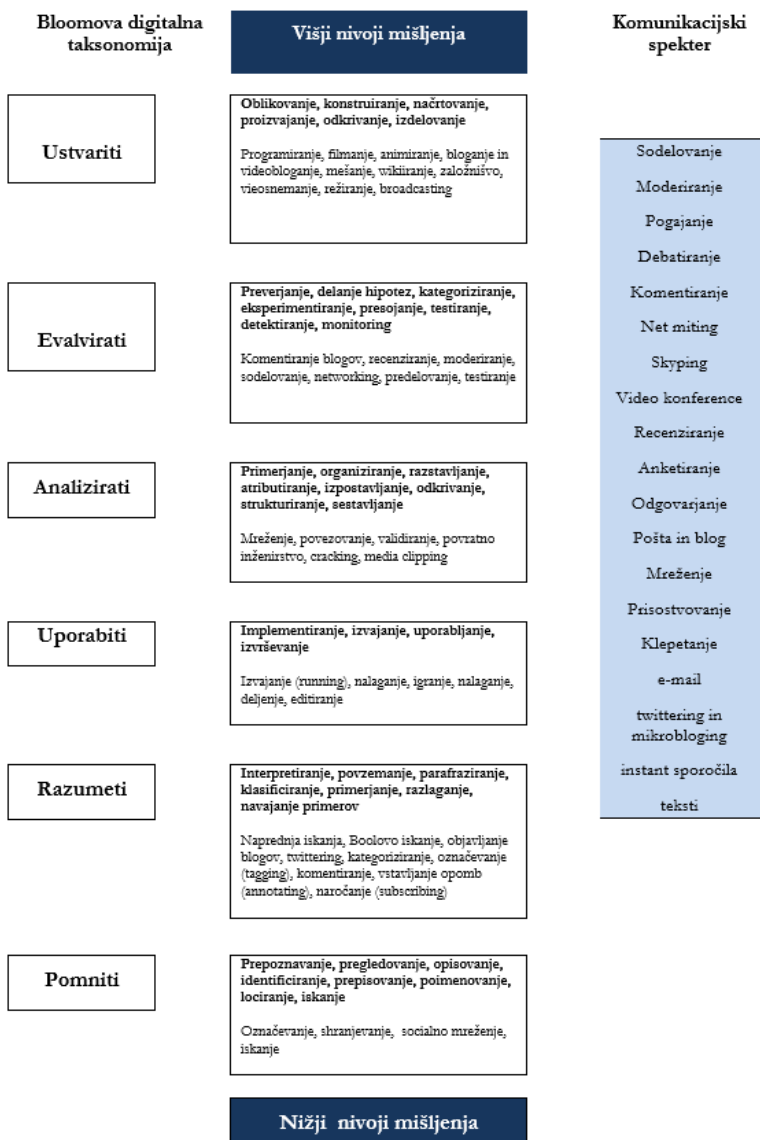 Bloomova digitalna
taksonomija
Višji nivoji mišljenja
Komunikacijski
spekter
Ustvariti
Oblikovanje, konstruiranje, načrtovanje,
proizvajanje, odkrivanje, izdelovanje
Programiranje, filmanje, animiranje, bloganje in
videobloganje, mešanje, wikiiranje, založnišvo,
vieosnemanje, režiranje, broadcasting
Evalvirati
Preverjanje, delanje hipotez, kategoriziranje,
eksperimentiranje, presojanje, testiranje,
detektiranje, monitoring
Komentiranje blogov, recenziranje, moderiranje,
sodelovanje, networking, predelovanje, testiranje
Analizirati
Primerjanje, organiziranje, razstavljanje,
atributiranje, izpostavljanje, odkrivanje,
strukturiranje, sestavljanje
Mreženje, povezovanje, validiranje, povratno
inženirstvo, cracking, media clipping
Uporabiti
Implementiranje, izvajanje, uporabljanje,
izvrševanje
Izvajanje (running), nalaganje, igranje, nalaganje,
deljenje, editiranje
Razumeti
Interpretiranje, povzemanje, parafraziranje,
klasificiranje, primerjanje, razlaganje,
navajanje primerov
Naprednja iskanja, Boolovo iskanje, objavljanje
blogov, twittering, kategoriziranje, označevanje
(tagging), komentiranje, vstavljanje opomb
(annotating), naročanje (subscribing)
Pomniti
Prepoznavanje, pregledovanje, opisovanje,
identificiranje, prepisovanje, poimenovanje,
lociranje, iskanje
Označevanje, shranjevanje, socialno mreženje,
iskanje
Nižji nivoji mišljenja
Sodelovanje
Moderiranje
Pogajanje
Debatiranje
Komentiranje
Net miting
Skyping
Video konference
Recenziranje
Anketiranje
Odgovarjanje
Pošta in blog
Mreženje
Prisostvovanje
Klepetanje
e-mail
twittering in
mikrobloging
instant sporočila
teksti